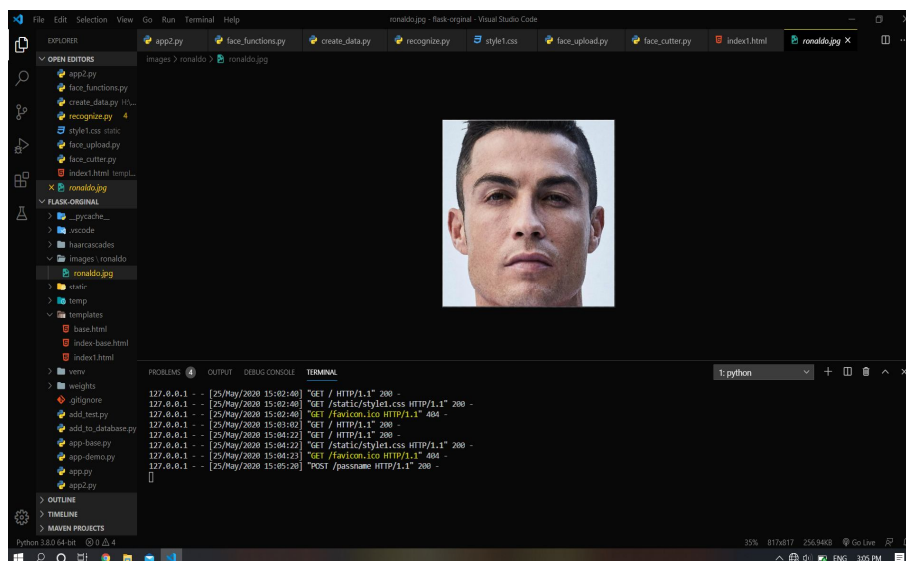 File Edit Selection View Go Run Terminal Help
ronaldo.jpg - flask-orginal - Visual Studio Code
EXPLORER
app2.py face_functions.py create_data.py recognize.py style1.css face_upload.py face_cutter.py index1.html ronaldo.jpg
OPEN EDITORS
images > ronaldo > ronaldo.jpg
app2.py
face_functions.py
create_data.py H:\...
recognize.py 4
style1.css static
face_upload.py
face_cutter.py
index1.html templ...
ronaldo.jpg
FLASK-ORGINAL
__pycache__
.vscode
haarcascades
images \ ronaldo
ronaldo.jpg
static
temp
templates
base.html
index-base.html
index1.html
venv
weights
.gitignore
add_test.py
add_to_database.py
app-base.py
app-demo.py
app.py
app2.py
OUTLINE
TIMELINE
MAVEN PROJECTS
PROBLEMS 4 OUTPUT DEBUG CONSOLE TERMINAL
1: python
127.0.0.1 - - [25/May/2020 15:02:40] "GET / HTTP/1.1" 200 -
127.0.0.1 - - [25/May/2020 15:02:40] "GET /static/style1.css HTTP/1.1" 200 -
127.0.0.1 - - [25/May/2020 15:02:40] "GET /favicon.ico HTTP/1.1" 404 -
127.0.0.1 - - [25/May/2020 15:03:02] "GET / HTTP/1.1" 200 -
127.0.0.1 - - [25/May/2020 15:04:22] "GET / HTTP/1.1" 200 -
127.0.0.1 - - [25/May/2020 15:04:22] "GET /static/style1.css HTTP/1.1" 200 -
127.0.0.1 - - [25/May/2020 15:04:23] "GET /favicon.ico HTTP/1.1" 404 -
127.0.0.1 - - [25/May/2020 15:05:20] "POST /passname HTTP/1.1" 200 -
Python 3.8.0 64-bit 0 4
35% 817x817 256.94KB Go Live
ENG 3:05 PM